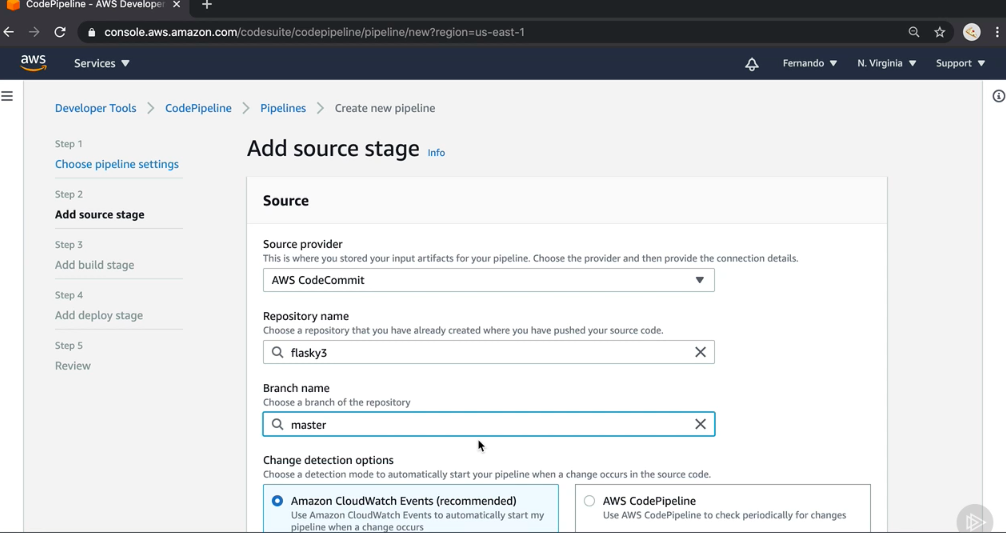 CodePipeline - AWS Developer
console.aws.amazon.com/codesuite/codepipeline/pipeline/new?region=us-east-1
aws
Services
Fernando
N. Virginia
Support
Developer Tools
CodePipeline
Pipelines
Create new pipeline
Step 1
Choose pipeline settings
Step 2
Add source stage
Step 3
Add build stage
Step 4
Add deploy stage
Step 5
Review
Add source stage Info
Source
Source provider
This is where you stored your input artifacts for your pipeline. Choose the provider and then provide the connection details.
AWS CodeCommit
Repository name
Choose a repository that you have already created where you have pushed your source code.
flasky3
Branch name
Choose a branch of the repository
master
Change detection options
Choose a detection mode to automatically start your pipeline when a change occurs in the source code.
Amazon CloudWatch Events (recommended)
Use Amazon CloudWatch Events to automatically start my
pipeline when a change occurs
AWS CodePipeline
Use AWS CodePipeline to check periodically for changes